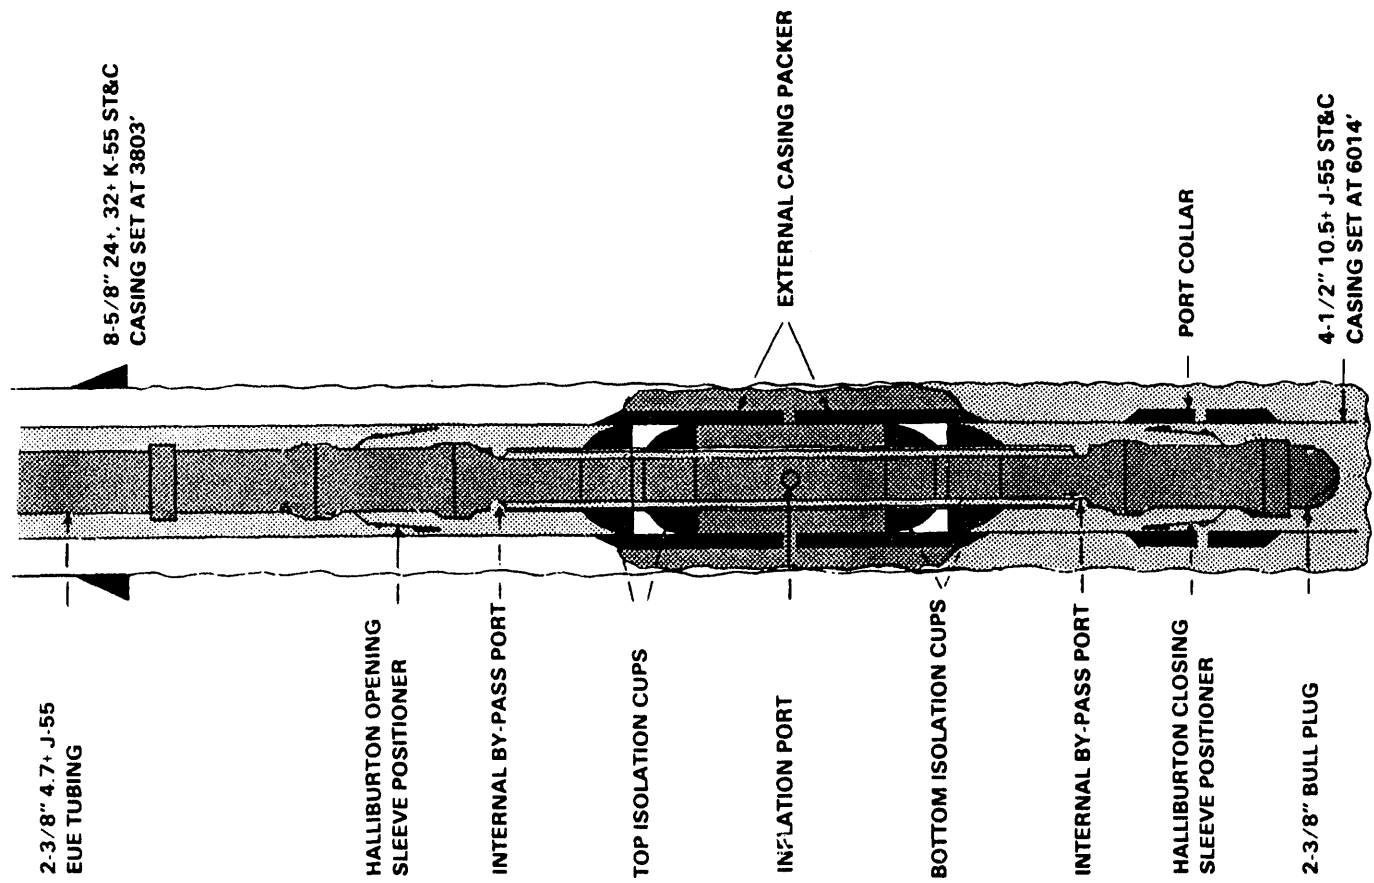 8-5/8" 24+, 32+ K-55 ST&C
CASING SET AT 3803'
EXTERNAL CASING PACKER
PORT COLLAR
4-1/2" 10.5+ J-55 ST&C
CASING SET AT 6014'
2-3/8" 4.7+ J-55
EUE TUBING
HALLIBURTON OPENING
SLEEVE POSITIONER
INTERNAL BY-PASS PORT
TOP ISOLATION CUPS
INFLATION PORT
BOTTOM ISOLATION CUPS
INTERNAL BY-PASS PORT
HALLIBURTON CLOSING
SLEEVE POSITIONER
2-3/8" BULL PLUG